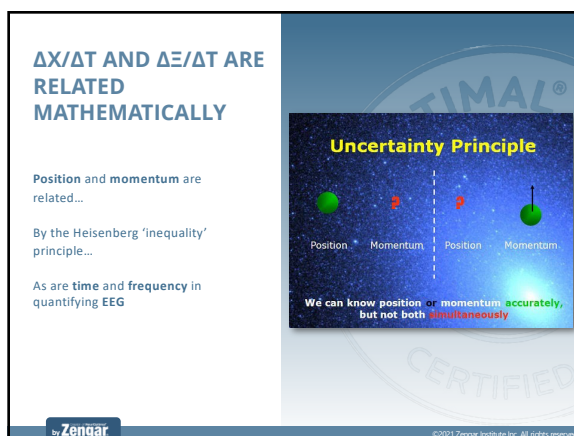 ΔX/ΔT AND ΔΞ/ΔT ARE
RELATED
MATHEMATICALLY
Position and momentum are
related…
By the Heisenberg ‘inequality’
principle…
As are time and frequency in
quantifying EEG
TIMAL®
Uncertainty Principle
? ?
Position Momentum Position Momentum
We can know position or momentum accurately,
but not both simultaneously
CERTIFIED
by Zengar
©2021 Zengar Institute Inc. All rights reserved